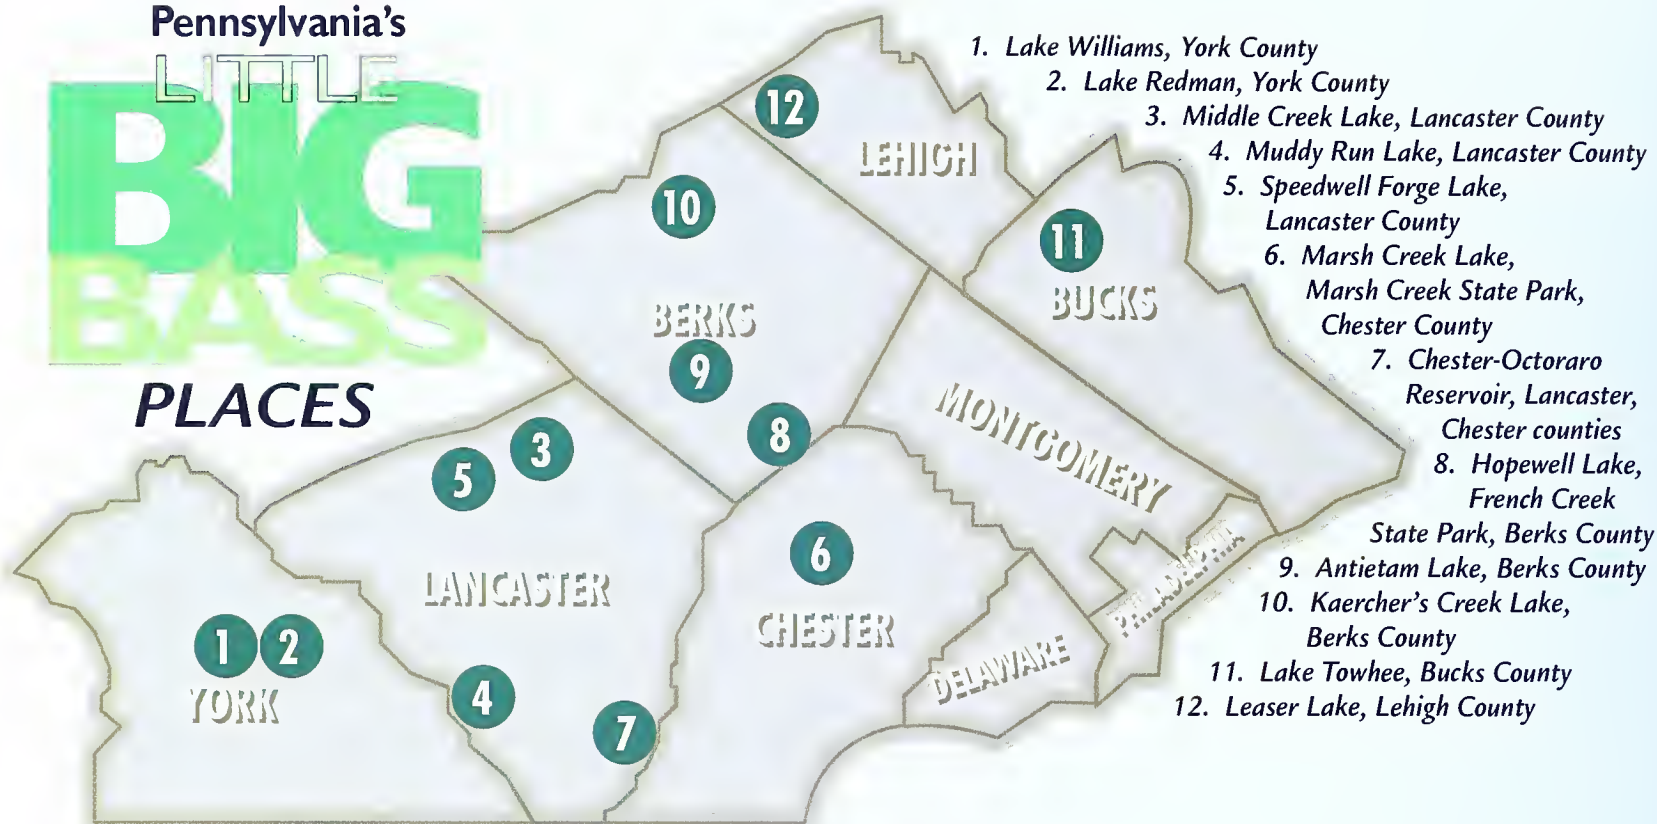 Pennsylvania's
LITTLE
BIG
BASS
PLACES
1. Lake Williams, York County
2. Lake Redman, York County
3. Middle Creek Lake, Lancaster County
4. Muddy Run Lake, Lancaster County
5. Speedwell Forge Lake,
Lancaster County
6. Marsh Creek Lake,
Marsh Creek State Park,
Chester County
7. Chester-Octoraro
Reservoir, Lancaster,
Chester counties
8. Hopewell Lake,
French Creek
State Park, Berks County
9. Antietam Lake, Berks County
10. Kaercher's Creek Lake,
Berks County
11. Lake Towhee, Bucks County
12. Leaser Lake, Lehigh County
12
LEHIGH
10
11
BUCKS
BERKS
9
8
MONTGOMERY
3
5
6
PHILADELPHIA
LANCASTER
CHESTER
1 2
DELAWARE
YORK
4
7